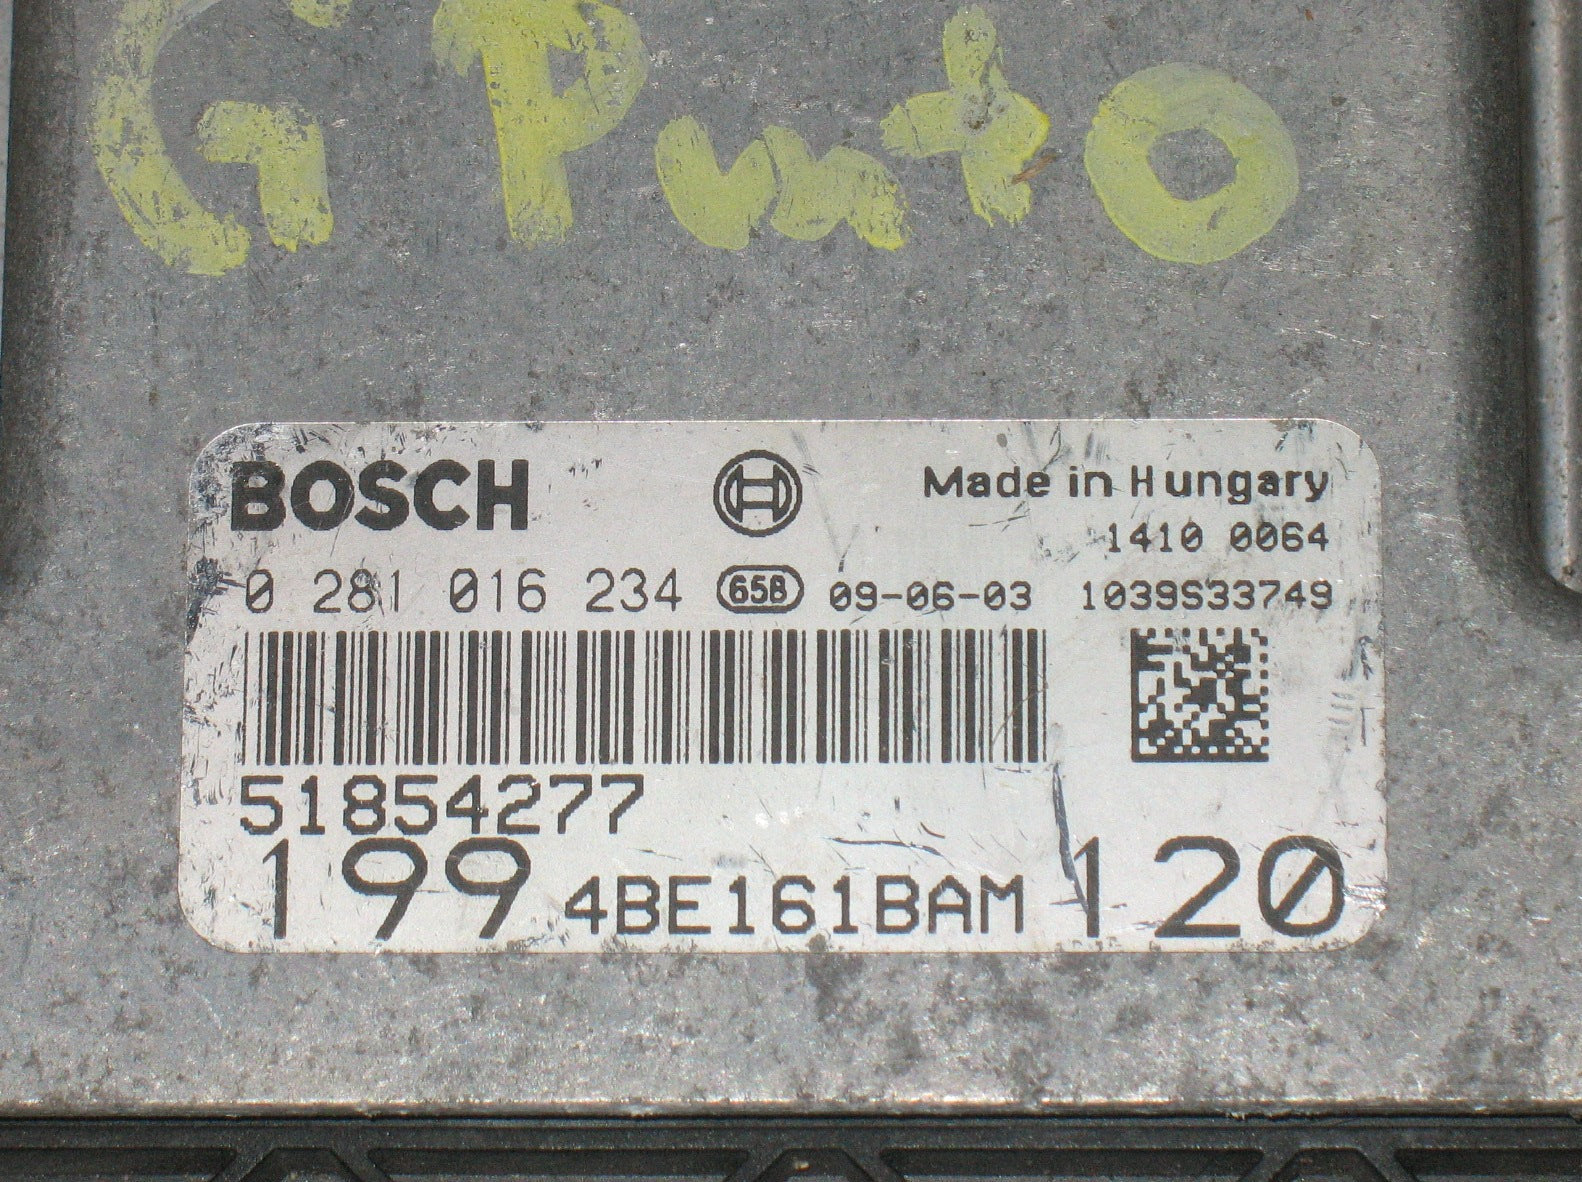 G Punto
BOSCH Made in Hungary
1410 0064
0 281 016 234 658 09-06-03 1039S33749
51854277
199 4BE161BAM 120